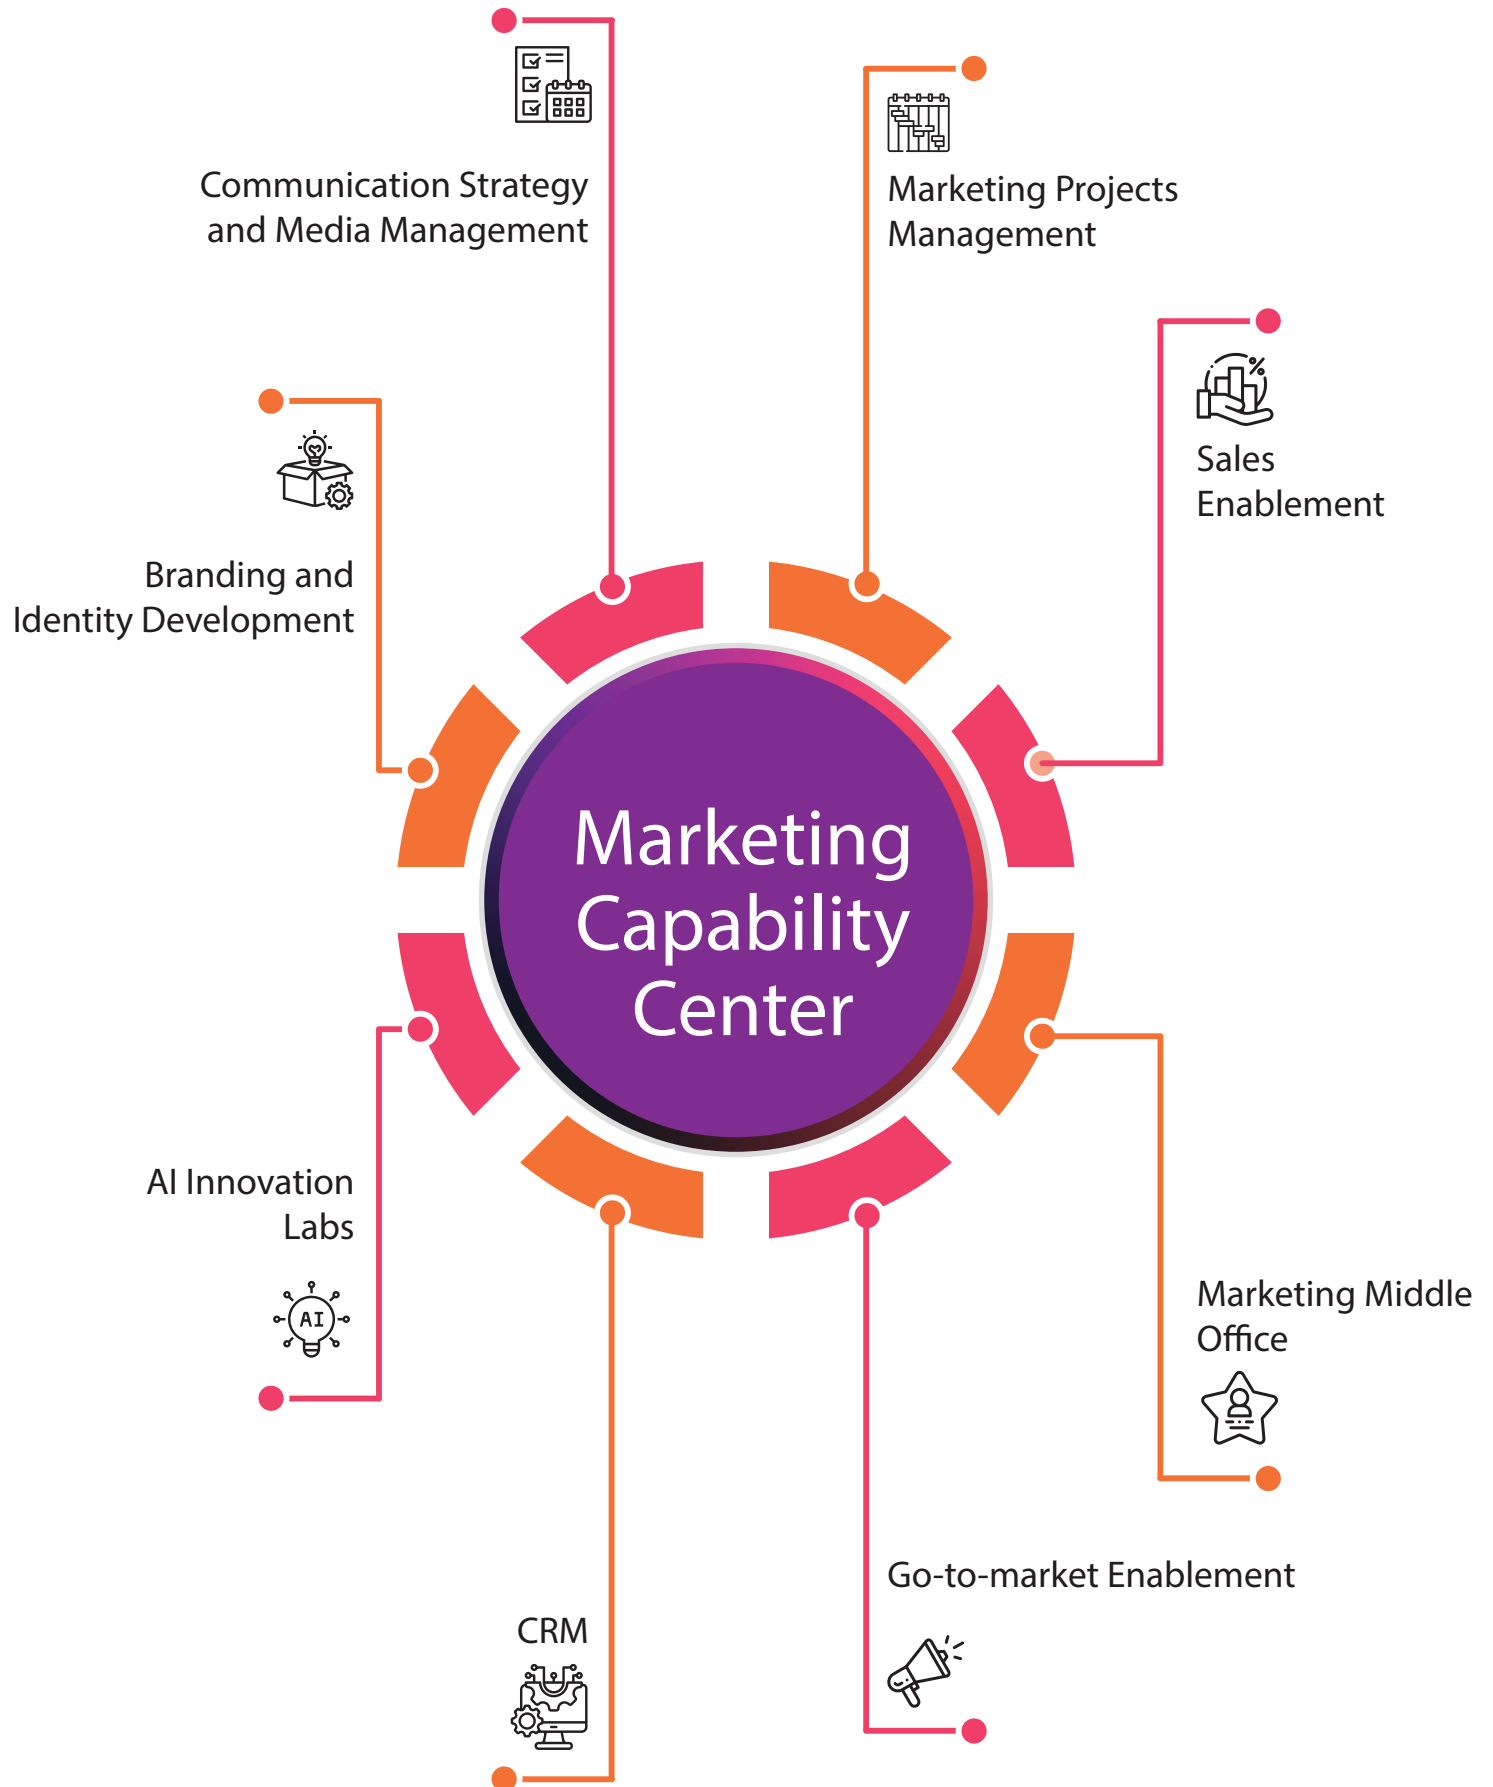 Communication Strategy
and Media Management
Marketing Projects
Management
Sales
Enablement
Branding and
Identity Development
Marketing
Capability
Center
AI Innovation
Labs
AI
Marketing Middle
Office
Go-to-market Enablement
CRM
%